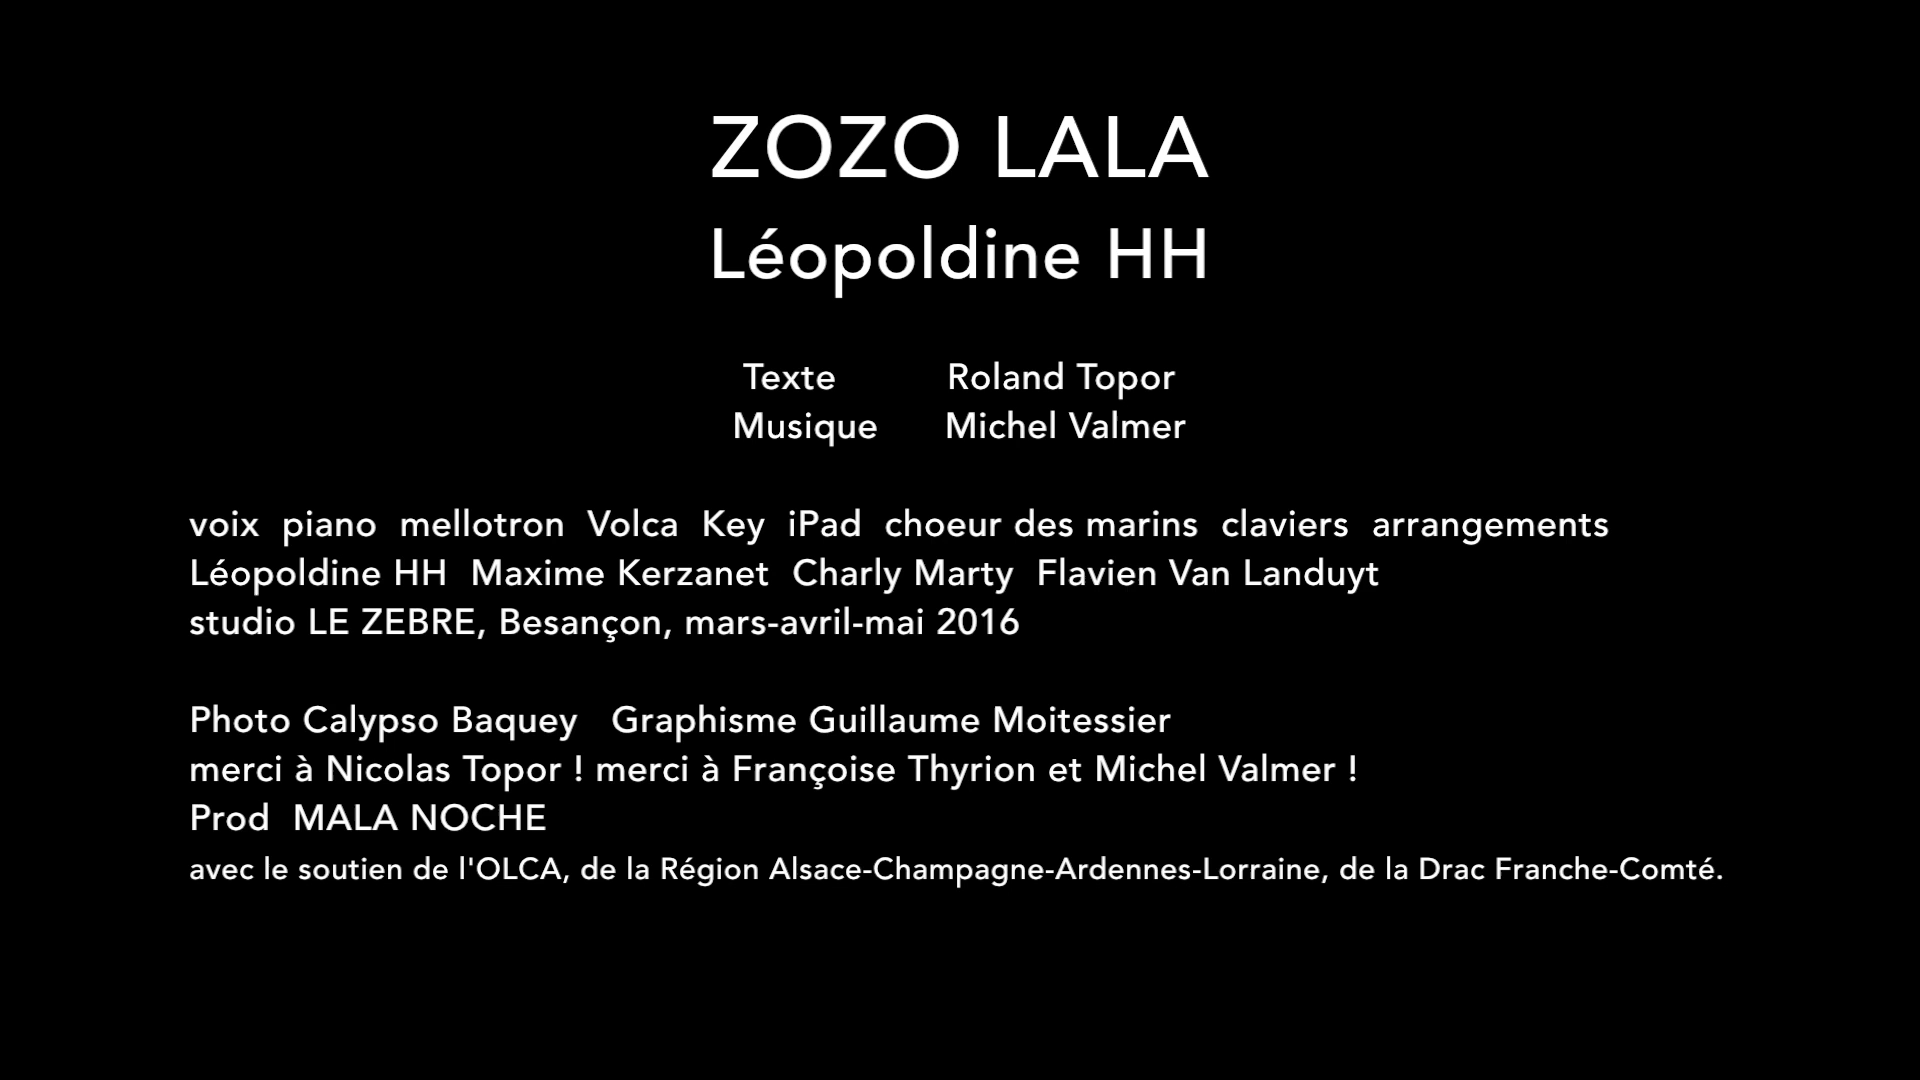 ZOZO LALA
Léopoldine HH
Texte Roland Topor
Musique Michel Valmer
voix piano mellotron Volca Key iPad choeur des marins claviers arrangements
Léopoldine HH Maxime Kerzanet Charly Marty Flavien Van Landuyt
studio LE ZEBRE, Besançon, mars-avril-mai 2016
Photo Calypso Baquey Graphisme Guillaume Moitessier
merci à Nicolas Topor ! merci à Françoise Thyrion et Michel Valmer !
Prod MALA NOCHE
avec le soutien de l'OLCA, de la Région Alsace-Champagne-Ardennes-Lorraine, de la Drac Franche-Comté.